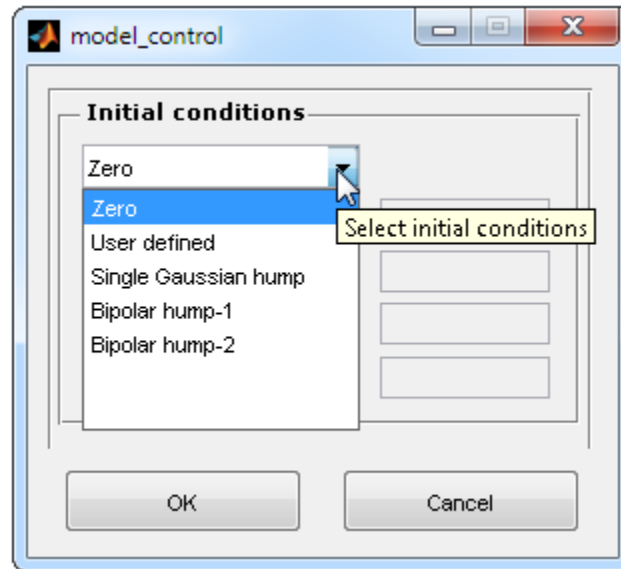 model_control
Initial conditions
Zero
Zero
Select initial conditions
User defined
Single Gaussian hump
Bipolar hump-1
Bipolar hump-2
OK
Cancel